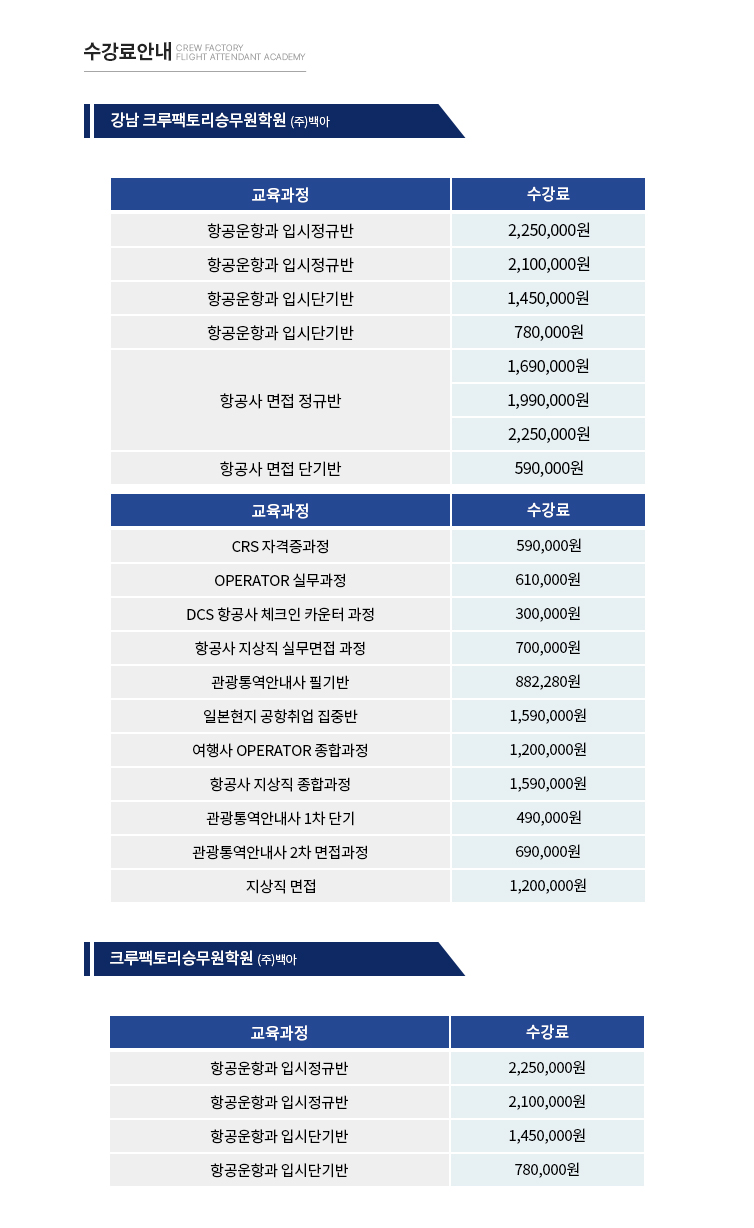 수강료안내 CREW FACTORY
FLIGHT ATTENDANT ACADEMY
강남 크루팩토리승무원학원 (주)백아
교육과정 수강료
항공운항과 입시정규반 2,250,000원
항공운항과 입시정규반 2,100,000원
항공운항과 입시단기반 1,450,000원
항공운항과 입시단기반 780,000원
항공사 면접 정규반 1,690,000원
1,990,000원
2,250,000원
항공사 면접 단기반 590,000원
교육과정 수강료
CRS 자격증과정 590,000원
OPERATOR 실무과정 610,000원
DCS 항공사 체크인 카운터 과정 300,000원
항공사 지상직 실무면접 과정 700,000원
관광통역안내사 필기반 882,280원
일본현지 공항취업 집중반 1,590,000원
여행사 OPERATOR 종합과정 1,200,000원
항공사 지상직 종합과정 1,590,000원
관광통역안내사 1차 단기 490,000원
관광통역안내사 2차 면접과정 690,000원
지상직 면접 1,200,000원
크루팩토리승무원학원 (주)백아
교육과정 수강료
항공운항과 입시정규반 2,250,000원
항공운항과 입시정규반 2,100,000원
항공운항과 입시단기반 1,450,000원
항공운항과 입시단기반 780,000원